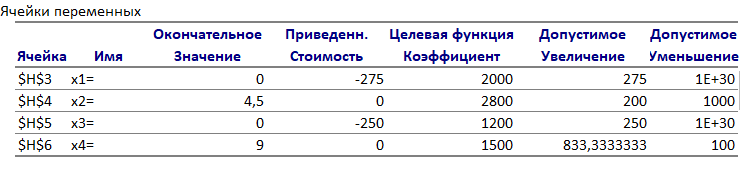 Ячейки переменных
Окончательное Приведенн. Целевая функция Допустимое Допустимое
Ячейка Имя Значение Стоимость Коэффициент Увеличение Уменьшение
$H$3 x1= 0 -275 2000 275 1E+30
$H$4 x2= 4,5 0 2800 200 1000
$H$5 x3= 0 -250 1200 250 1E+30
$H$6 x4= 9 0 1500 833,3333333 100